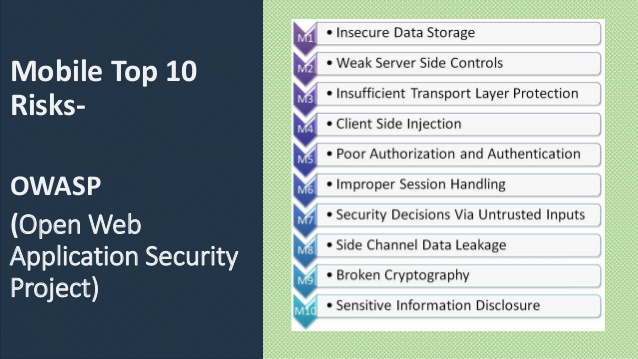 Mobile Top 10
Risks-
OWASP
(Open Web
Application Security
Project)
M1 • Insecure Data Storage
M2 • Weak Server Side Controls
M3 • Insufficient Transport Layer Protection
M4 • Client Side Injection
M5 • Poor Authorization and Authentication
M6 • Improper Session Handling
M7 • Security Decisions Via Untrusted Inputs
M8 • Side Channel Data Leakage
M9 • Broken Cryptography
M10 • Sensitive Information Disclosure